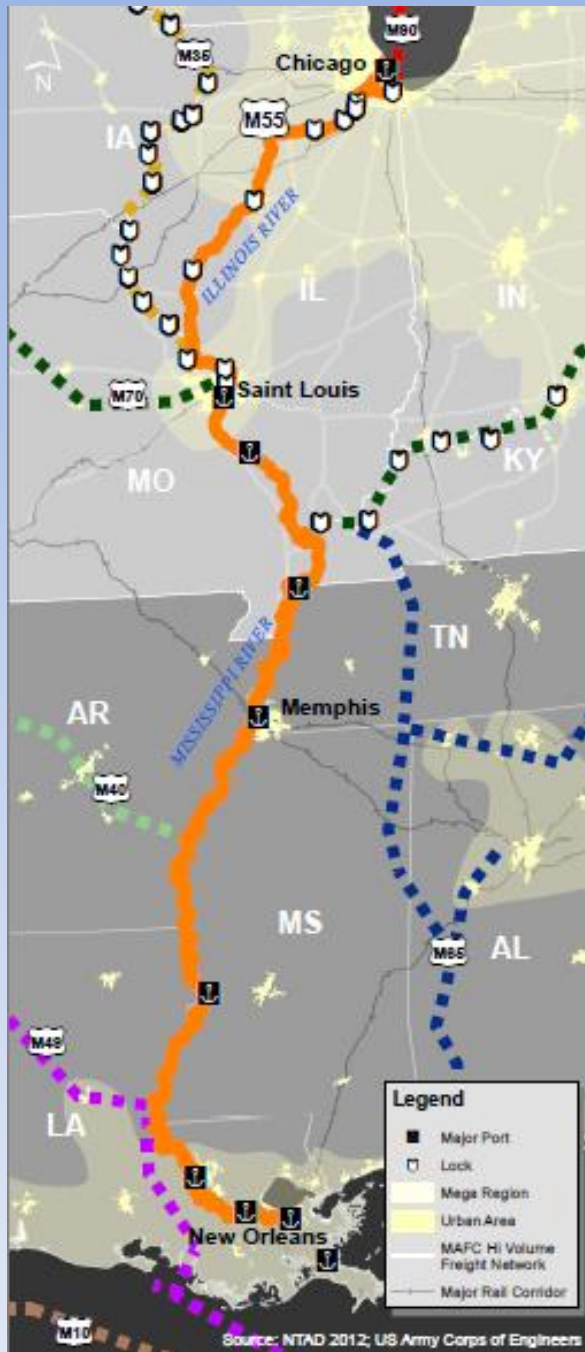 M90
M35
Chicago
N
M55
IA
ILLINOIS RIVER
IL
IN
M70
Saint Louis
MO
KY
TN
MISSISSIPPI RIVER
Memphis
AR
M40
MS
AL
M65
M49
LA
Legend
Major Port
Lock
Mega Region
Urban Area
MAFC Hi Volume
Freight Network
Major Rail Corridor
New Orleans
M10
Source: NTAD 2012; US Army Corps of Engineers